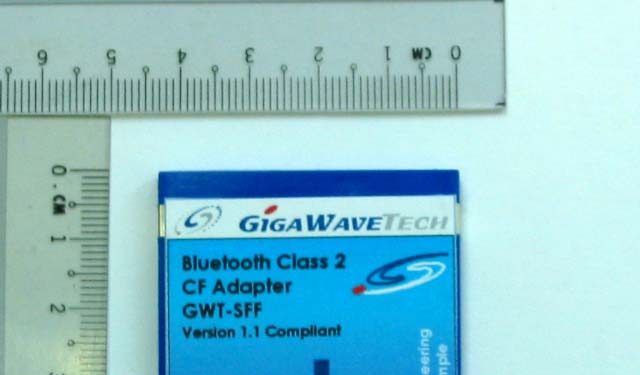 6 5 4 3 2 1 CM 0
0. CM
1
2
GIGAWAVETECH
Bluetooth Class 2
CF Adapter
GWT-SFF
Version 1.1 Compliant